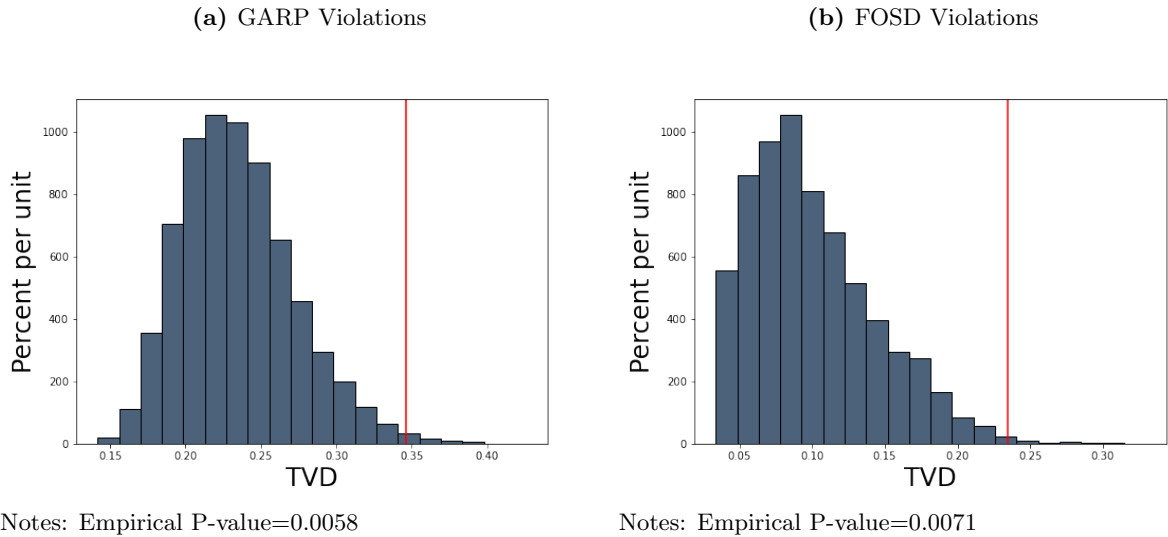 (a) GARP Violations
1000
800
600
400
200
0
Percent per unit
0.15 0.20 0.25 0.30 0.35 0.40
TVD
Notes: Empirical P-value=0.0058
(b) FOSD Violations
1000
800
600
400
200
0
Percent per unit
0.05 0.10 0.15 0.20 0.25 0.30
TVD
Notes: Empirical P-value=0.0071